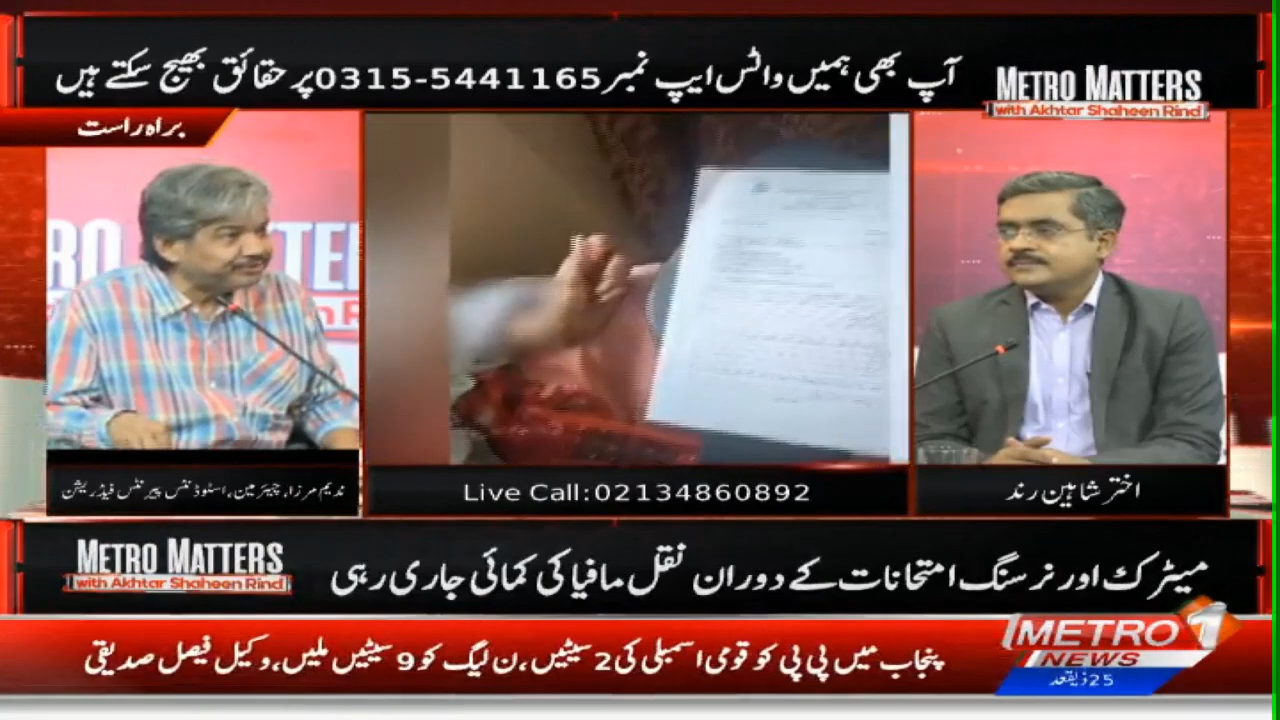 آپ بھی ہمیں واٹس ایپ نمبر 0315-5441165 پر حقائق بھیج سکتے ہیں
METRO MATTERS
with Akhtar Shaheen Rind
براہ راست
RO MATTE
ندیم مرزا، چیئرمین، اسٹوڈنٹس پیرنٹس فیڈریشن
Live Call:02134860892
اختر شاہین رند
METRO MATTERS
with Akhtar Shaheen Rind
میٹرک اور نرسنگ امتحانات کے دوران نقل مافیا کی کمائی جاری رہی
پنجاب میں پی پی کو قومی اسمبلی کی 2 سیٹیں، ن لیگ کو 9 سیٹیں ملیں، وکیل فیصل صدیقی
METRO 1
NEWS
25 ذیقعد